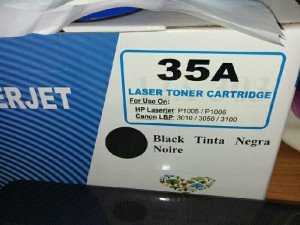 35A
LASER TONER CARTRIDGE
For Use On:
HP Laserjet: P1005 / P1006
Canon LBP: 3010 / 3050 / 3100
ERJET
Black Tinta Negra
Noire